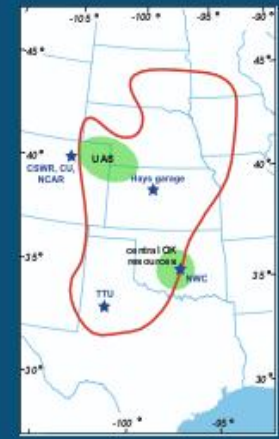 -105°
-100°
-95°
-90°
45°
45°
UAS
40°
40°
CSWR, CU,
NCAR
Hays garage
35°
central OK
resources
35°
NWC
TTU
30°
30°
-100°
-95°